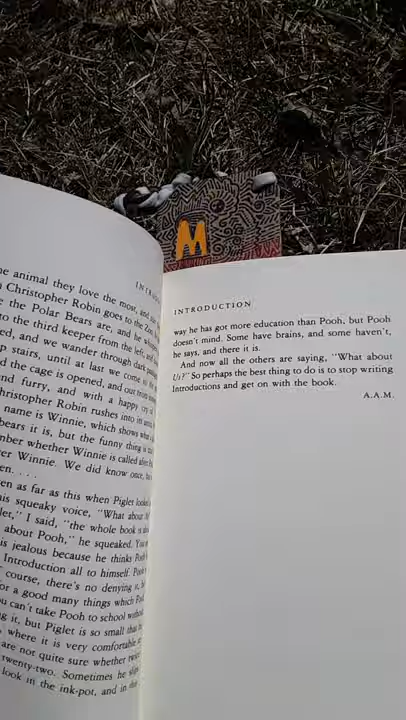 INTRO
he animal they love the most, and
Christopher Robin goes to the Zoo
the Polar Bears are, and he whispers
to the third keeper from the left, and
ed, and we wander through dark
p stairs, until at last we come to the
d the cage is opened, and out
and furry, and with a happy cry
hristopher Robin rushes into its
name is Winnie, which shows what a
bears it is, but the funny thing is
mber whether Winnie is called after
er Winnie. We did know once,
en. . . .
en as far as this when Piglet looked
his squeaky voice, "What about
let," I said, "the whole book is
about Pooh," he squeaked. You
is jealous because he thinks Pooh
Introduction all to himself. Pooh
course, there's no denying it,
or a good many things which
ou can't take Pooh to school without
g it, but Piglet is so small that
where it is very comfortable
are not quite sure whether twice
twenty-two. Sometimes he
look in the ink-pot, and in
M
INTRODUCTION
way he has got more education than Pooh, but Pooh
doesn't mind. Some have brains, and some haven't,
he says, and there it is.
And now all the others are saying, "What about
Us?" So perhaps the best thing to do is to stop writing
Introductions and get on with the book.
A.A.M.